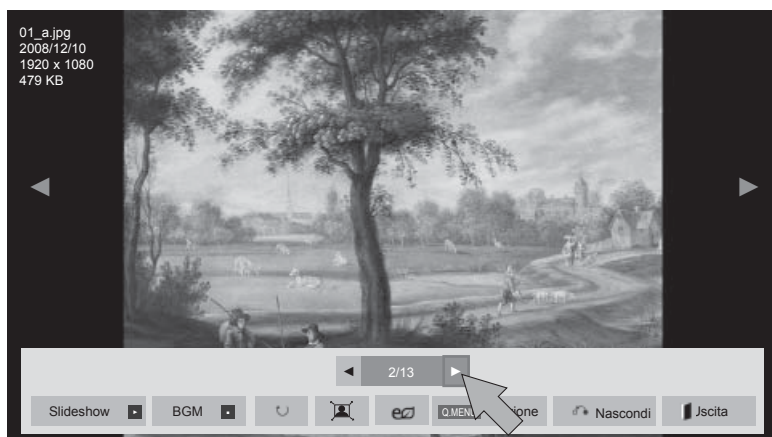 01_a.jpg
2008/12/10
1920 x 1080
479 KB
2/13
Slideshow BGM Q.MENU Nascondi Jscita